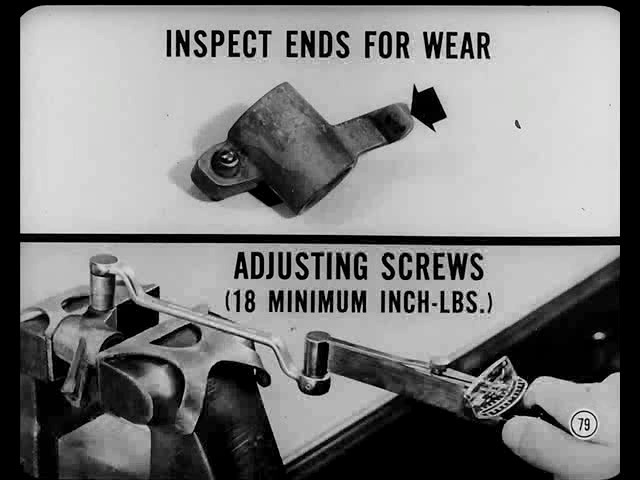 INSPECT ENDS FOR WEAR
ADJUSTING SCREWS
(18 MINIMUM INCH-LBS.)
79